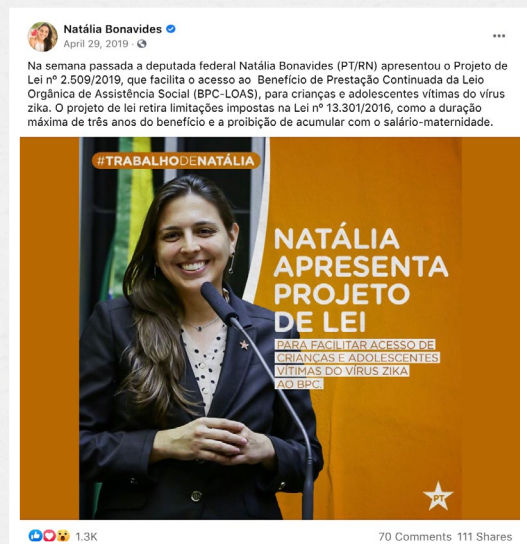 Natália Bonavides
April 29, 2019 ·
Na semana passada a deputada federal Natália Bonavides (PT/RN) apresentou o Projeto de
Lei nº 2.509/2019, que facilita o acesso ao Benefício de Prestação Continuada da Leio
Orgânica de Assistência Social (BPC-LOAS), para crianças e adolescentes vítimas do vírus
zika. O projeto de lei retira limitações impostas na Lei nº 13.301/2016, como a duração
máxima de três anos do benefício e a proibição de acumular com o salário-maternidade.
#TRABALHODENATÁLIA
NATÁLIA
APRESENTA
PROJETO
DE LEI
PARA FACILITAR ACESSO DE
CRIANÇAS E ADOLESCENTES
VÍTIMAS DO VÍRUS ZIKA
AO BPC.
PT
1.3K
70 Comments 111 Shares